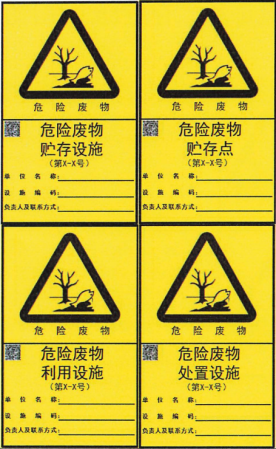 危险废物
危险废物
贮存设施
(第X-X号)
单位名称:
设施编码:
负责人及联系方式:
危险废物
危险废物
贮存点
(第X-X号)
单位名称:
设施编码:
负责人及联系方式:
危险废物
危险废物
利用设施
(第X-X号)
单位名称:
设施编码:
负责人及联系方式:
危险废物
危险废物
处置设施
(第X-X号)
单位名称:
设施编码:
负责人及联系方式: